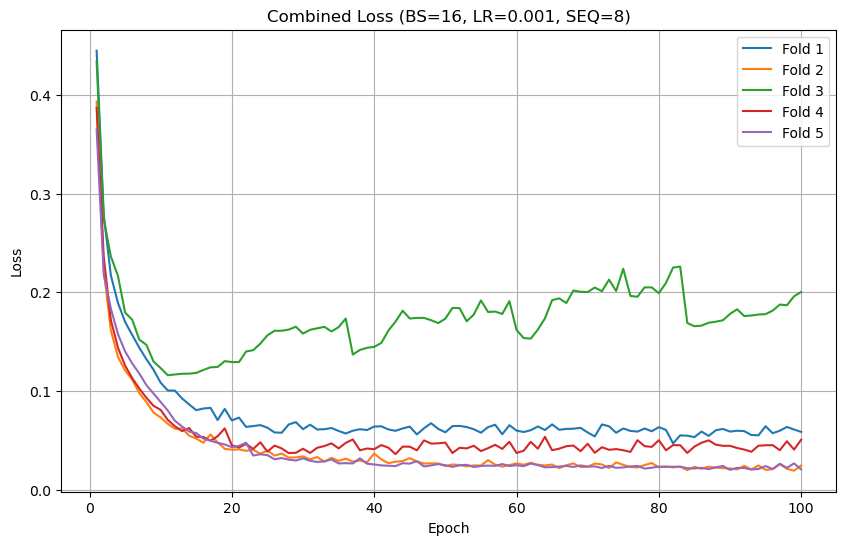 Combined Loss (BS=16, LR=0.001, SEQ=8)
Fold 1
Fold 2
Fold 3
Fold 4
Fold 5
Loss
0.4
0.3
0.2
0.1
0.0
0 20 40 60 80 100
Epoch